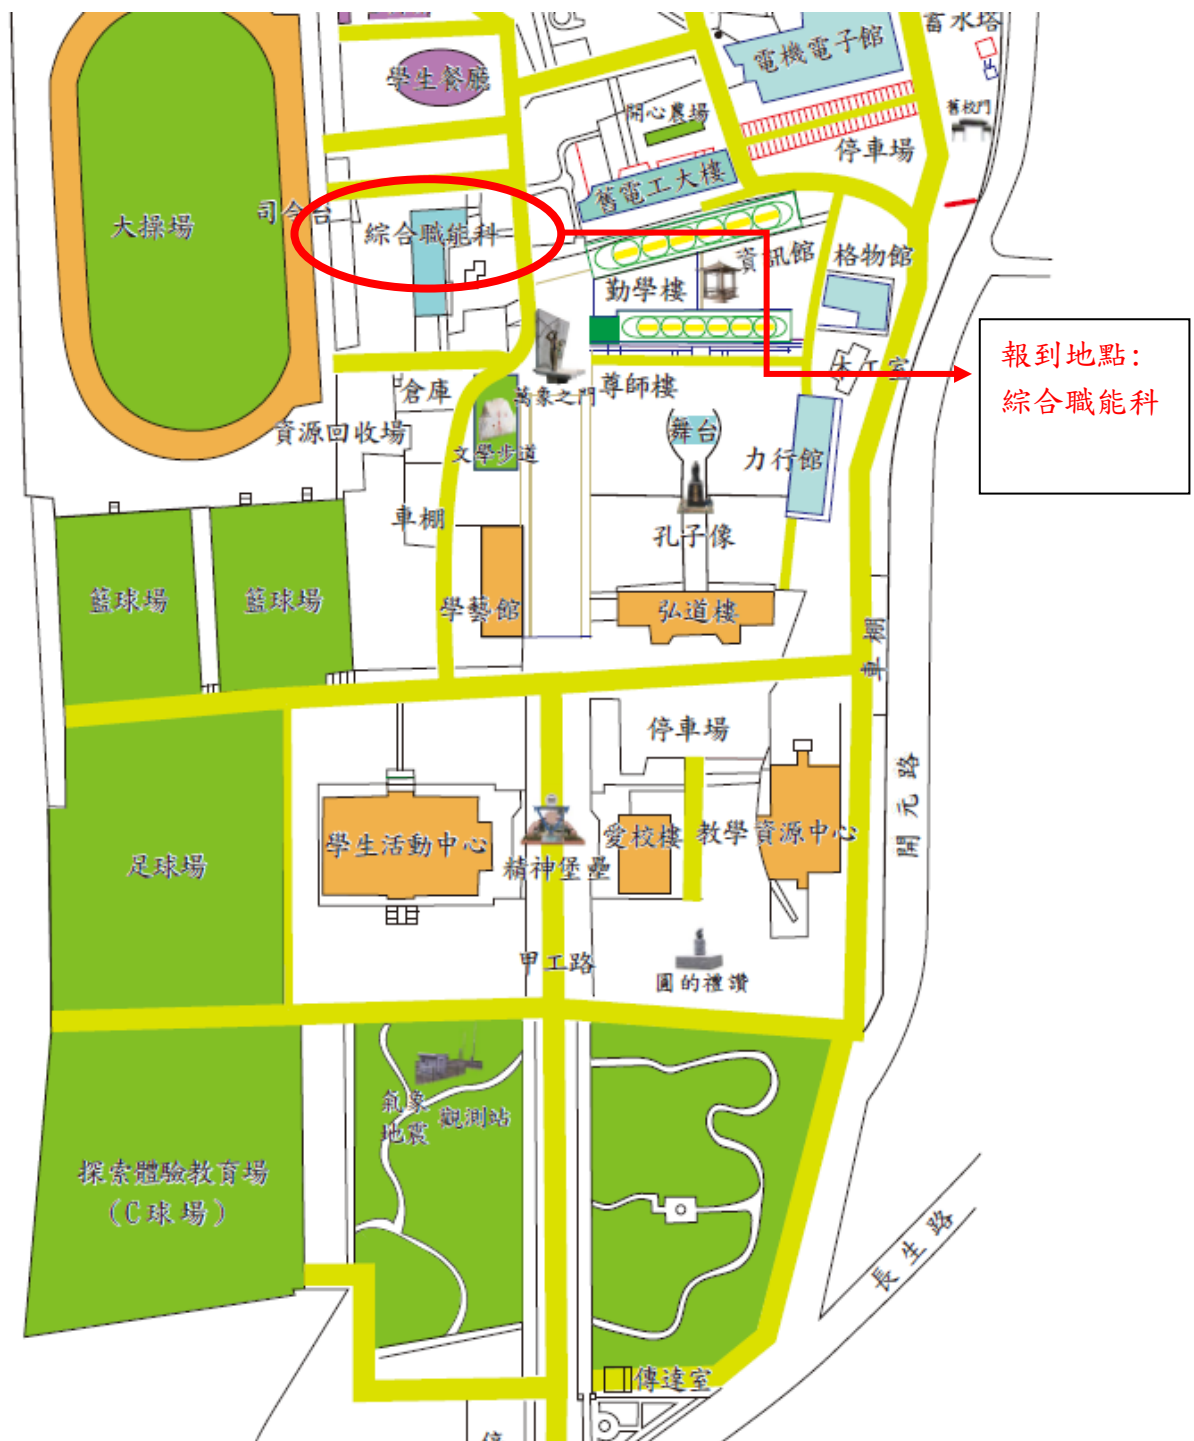 蓄水塔
電機電子館
學生餐廳
舊校門
開心農場
停車場
舊電工大樓
司令台
大操場
綜合職能科
資訊館
格物館
勤學樓
報到地點:
綜合職能科
木工室
倉庫
萬象之門
尊師樓
資源回收場
舞台
文學步道
力行館
車棚
孔子像
籃球場
籃球場
學藝館
弘道樓
車棚
停車場
開元路
學生活動中心
愛校樓
教學資源中心
足球場
精神堡壘
甲工路
圓的禮讚
氣象
地震
觀測站
探索體驗教育場
(C球場)
長生路
傳達室